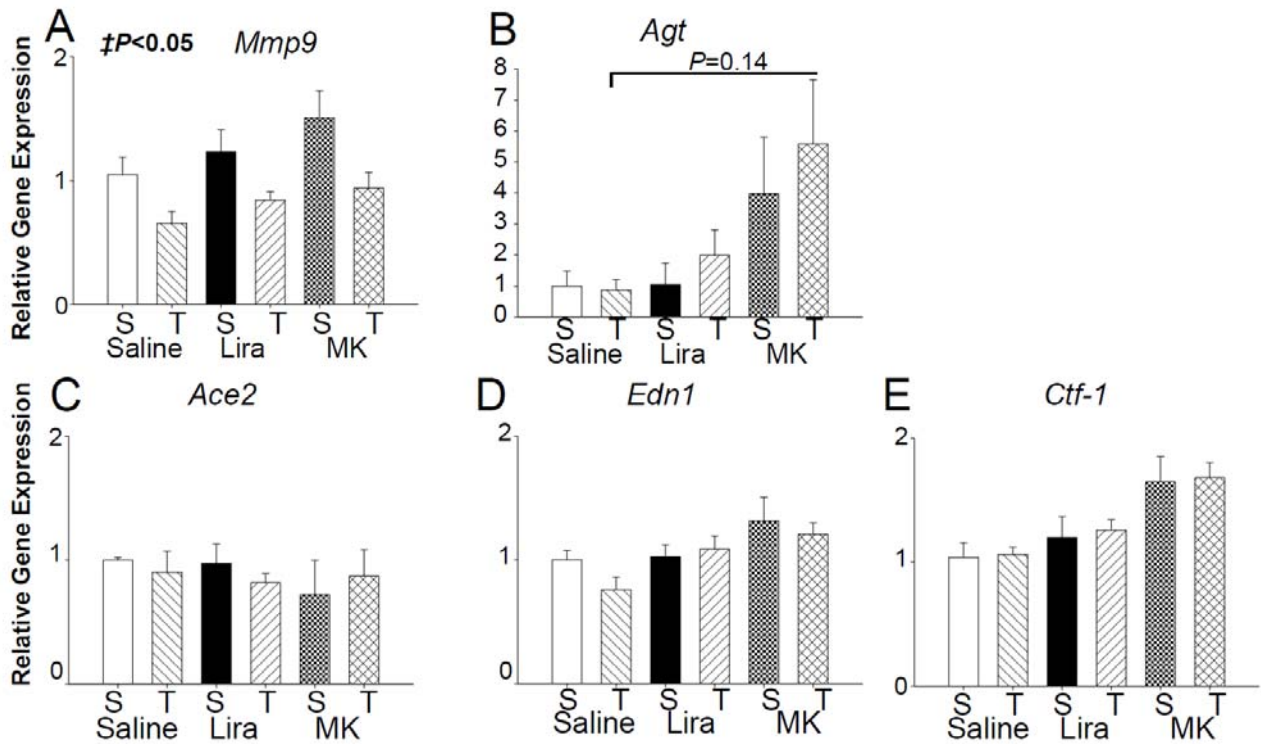 A
‡P<0.05
Mmp9
Relative Gene Expression
2
1
0
S T S T S T
Saline Lira MK
B
Agt
P=0.14
8
7
6
5
4
3
2
1
0
S T S T S T
Saline Lira MK
C
Ace2
Relative Gene Expression
2
1
0
S T S T S T
Saline Lira MK
D
Edn1
2
1
0
S T S T S T
Saline Lira MK
E
Ctf-1
2
1
0
S T S T S T
Saline Lira MK